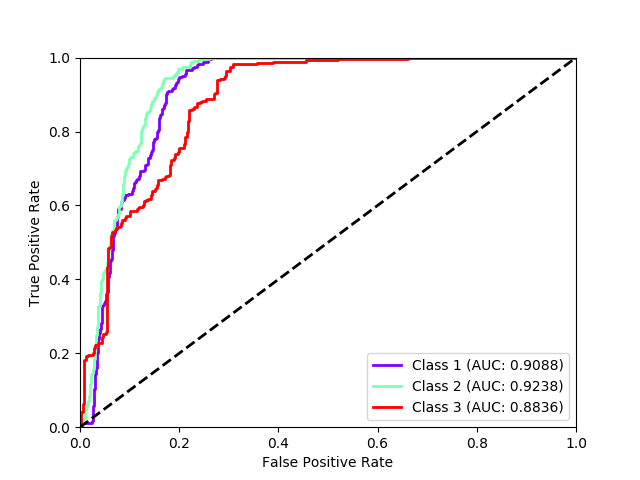 1.0
0.8
0.6
0.4
0.2
0.0
True Positive Rate
Class 1 (AUC: 0.9088)
Class 2 (AUC: 0.9238)
Class 3 (AUC: 0.8836)
0.0 0.2 0.4 0.6 0.8 1.0
False Positive Rate